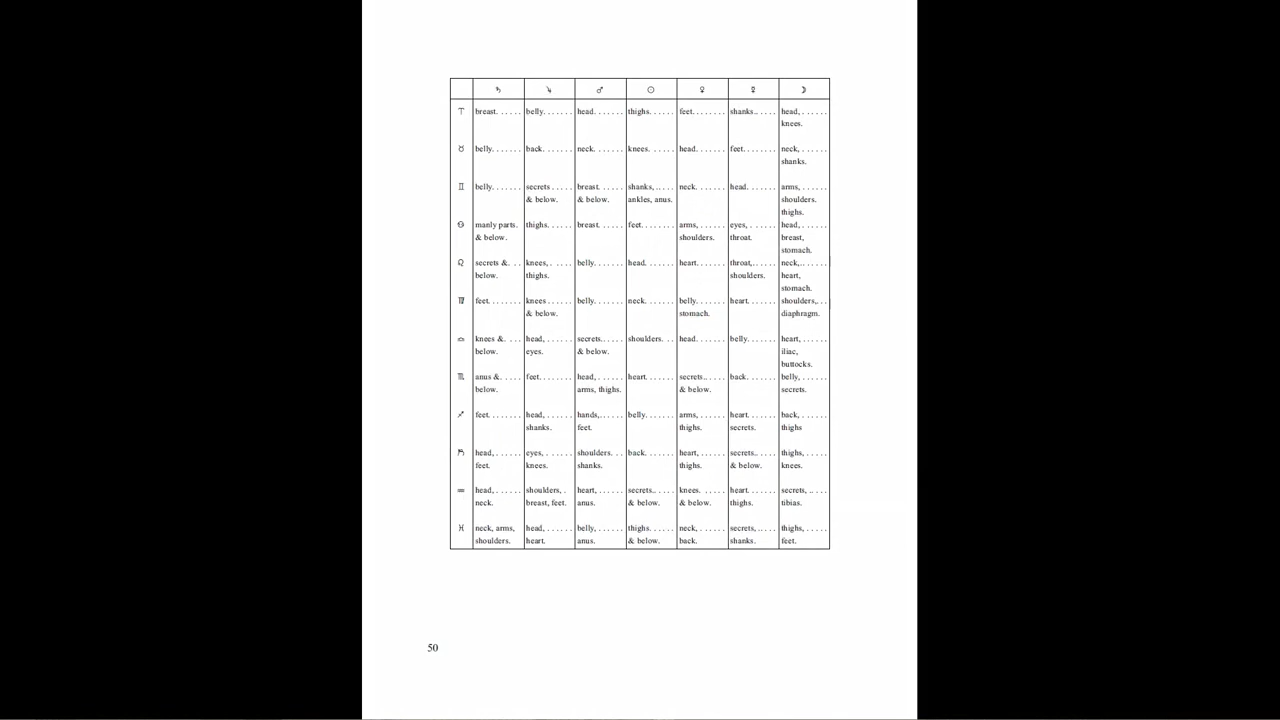 ♄ ♃ ♂ ☉ ♀ ☿ ☽
♈ breast. . . . . . belly. . . . . . . head. . . . . . . thighs. . . . . . feet. . . . . . . . shanks.. . . . . head, . . . . . .
knees.
♉ belly. . . . . . . back. . . . . . . neck. . . . . . . knees. . . . . . . head. . . . . . . feet. . . . . . . . neck, . . . . . .
shanks.
♊ belly. . . . . . . secrets . . . . . breast. . . . . . shanks, .. . . . neck. . . . . . . head. . . . . . . arms, . . . . . .
& below. & below. ankles, anus. shoulders.
thighs.
♋ manly parts. thighs. . . . . . breast. . . . . . feet. . . . . . . . arms, . . . . . . eyes, . . . . . . head, . . . . . .
& below. shoulders. throat. breast,
stomach.
♌ secrets &. . . knees, . . . . . belly. . . . . . . head. . . . . . . heart. . . . . . . throat,. . . . . neck,.. . . . . .
below. thighs. shoulders. heart,
stomach.
♍ feet. . . . . . . . knees . . . . . . belly. . . . . . . neck. . . . . . . belly. . . . . . . heart. . . . . . . shoulders,. . .
& below. stomach. diaphragm.
♎ knees &. . . . . head, . . . . . . secrets.. . . . . shoulders. . . head. . . . . . . belly. . . . . . . heart, . . . . . .
below. eyes. & below. iliac,
buttocks.
♏ anus &. . . . . feet. . . . . . . . head, . . . . . . heart. . . . . . . secrets.. . . . . back. . . . . . . belly, . . . . . .
below. arms, thighs. & below. secrets.
♐ feet. . . . . . . . head, . . . . . . hands,. . . . . . belly. . . . . . . arms, . . . . . . heart. . . . . . . back, . . . . . .
shanks. feet. thighs. secrets. thighs
♑ head, . . . . . . eyes, . . . . . . shoulders. . . back. . . . . . . heart, . . . . . . secrets.. . . . . thighs, . . . . .
feet. knees. shanks. thighs. & below. knees.
♒ head, . . . . . . shoulders, . heart, . . . . . . secrets.. . . . . knees. . . . . . . heart. . . . . . . secrets, .. . . .
neck. breast, feet. anus. & below. & below. thighs. tibias.
♓ neck, arms, head, . . . . . . belly, . . . . . . thighs. . . . . . neck, . . . . . . secrets, .. . . . thighs, . . . . .
shoulders. heart. anus. & below. back. shanks. feet.
50